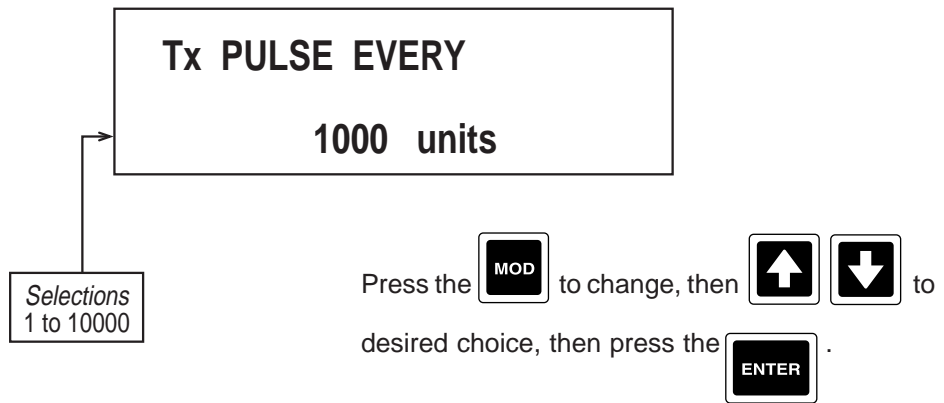 Tx PULSE EVERY
1000 units
Selections
1 to 10000
Press the MOD to change, then to
desired choice, then press the ENTER .